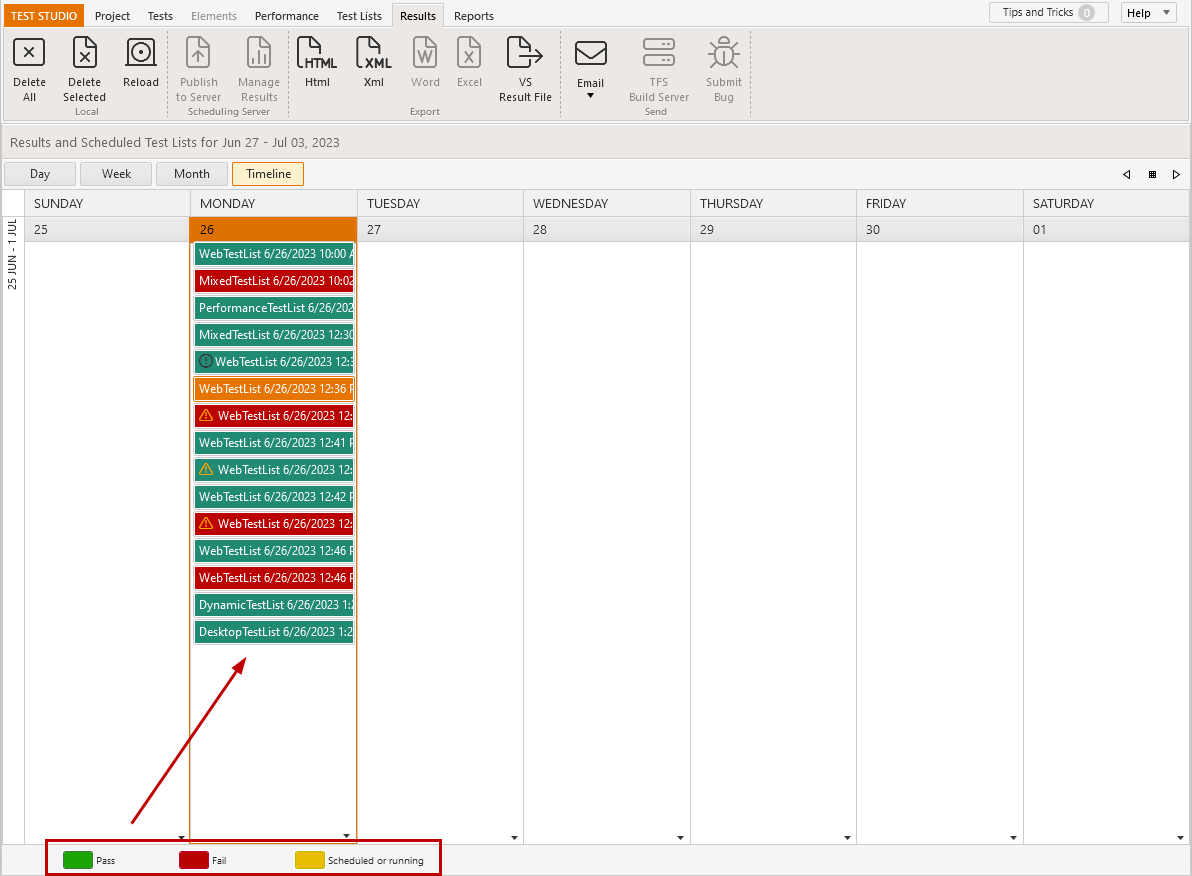 TEST STUDIO Project Tests Elements Performance Test Lists Results Reports Tips and Tricks 0 Help
Delete All
Delete Selected
Reload
Local
Publish to Server
Manage Results
Scheduling Server
HTML Html
XML Xml
W Word
X Excel
VS Result File
Export
Email
TFS Build Server
Submit Bug
Send
Results and Scheduled Test Lists for Jun 27 - Jul 03, 2023
Day Week Month Timeline
SUNDAY MONDAY TUESDAY WEDNESDAY THURSDAY FRIDAY SATURDAY
25 26 27 28 29 30 01
25 JUN - 1 JUL
WebTestList 6/26/2023 10:00 A
MixedTestList 6/26/2023 10:02
PerformanceTestList 6/26/202
MixedTestList 6/26/2023 12:30
WebTestList 6/26/2023 12:3
WebTestList 6/26/2023 12:36 P
WebTestList 6/26/2023 12:
WebTestList 6/26/2023 12:41 P
WebTestList 6/26/2023 12:
WebTestList 6/26/2023 12:42 P
WebTestList 6/26/2023 12:
WebTestList 6/26/2023 12:46 P
WebTestList 6/26/2023 12:46 P
DynamicTestList 6/26/2023 1:2
DesktopTestList 6/26/2023 1:2
Pass Fail Scheduled or running